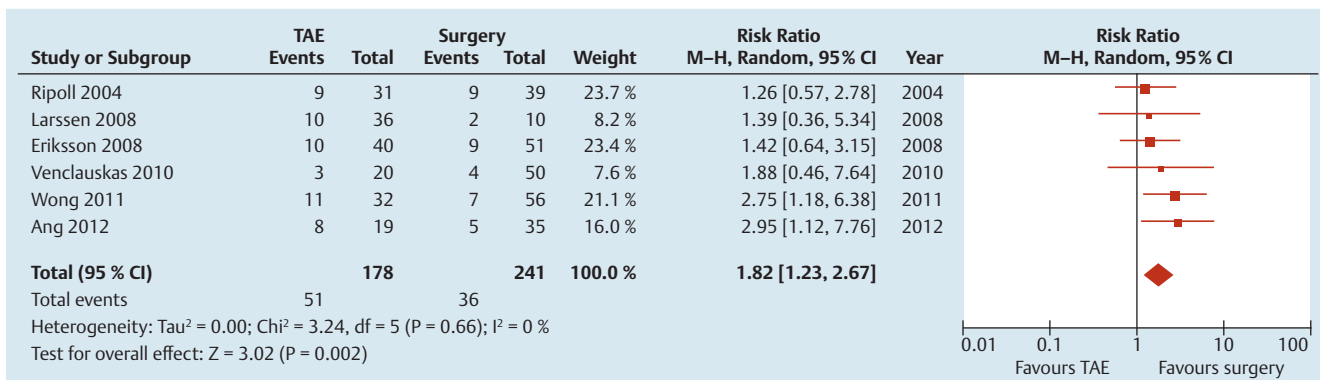 TAE Surgery Risk Ratio Risk Ratio
Study or Subgroup Events Total Events Total Weight M–H, Random, 95% CI Year M–H, Random, 95% CI
Ripoll 2004 9 31 9 39 23.7 % 1.26 [0.57, 2.78] 2004
Larssen 2008 10 36 2 10 8.2 % 1.39 [0.36, 5.34] 2008
Eriksson 2008 10 40 9 51 23.4 % 1.42 [0.64, 3.15] 2008
Venclauskas 2010 3 20 4 50 7.6 % 1.88 [0.46, 7.64] 2010
Wong 2011 11 32 7 56 21.1 % 2.75 [1.18, 6.38] 2011
Ang 2012 8 19 5 35 16.0 % 2.95 [1.12, 7.76] 2012
Total (95 % CI) 178 241 100.0 % 1.82 [1.23, 2.67]
Total events 51 36
Heterogeneity: Tau² = 0.00; Chi² = 3.24, df = 5 (P = 0.66); I² = 0 %
Test for overall effect: Z = 3.02 (P = 0.002)
0.01 0.1 1 10 100
Favours TAE Favours surgery